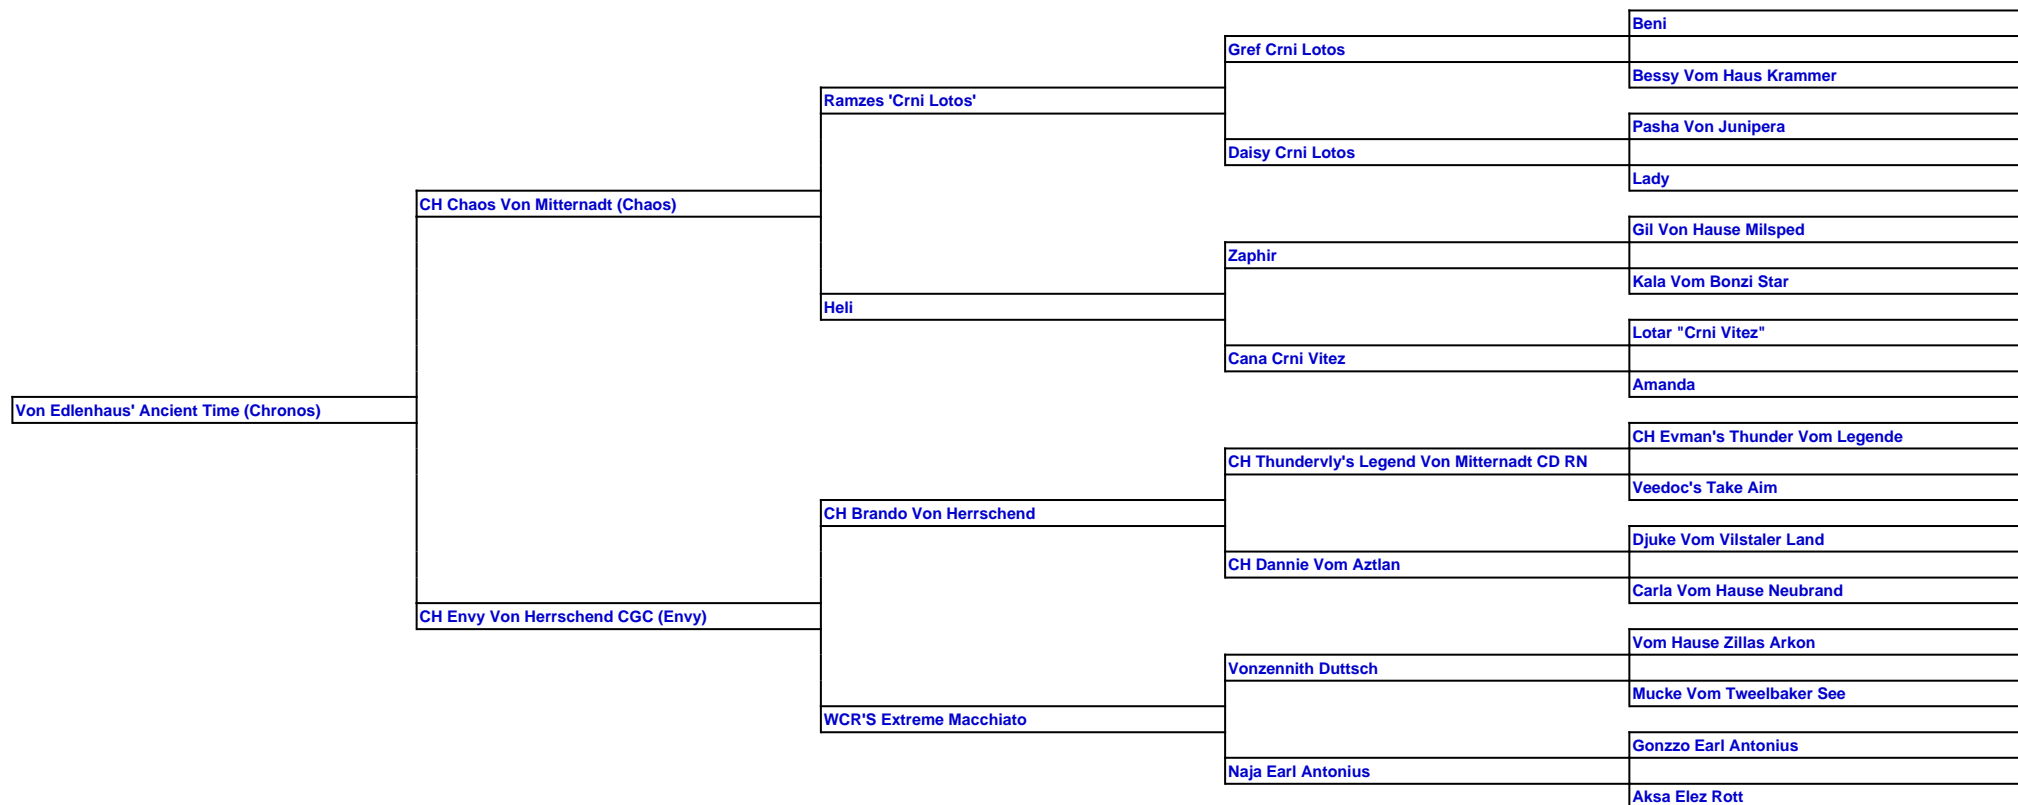 Beni
Gref Crni Lotos
Bessy Vom Haus Krammer
Ramzes 'Crni Lotos'
Pasha Von Junipera
Daisy Crni Lotos
Lady
CH Chaos Von Mitternadt (Chaos)
Gil Von Hause Milsped
Zaphir
Kala Vom Bonzi Star
Heli
Lotar "Crni Vitez"
Cana Crni Vitez
Amanda
Von Edlenhaus' Ancient Time (Chronos)
CH Evman's Thunder Vom Legende
CH Thundervly's Legend Von Mitternadt CD RN
Veedoc's Take Aim
CH Brando Von Herrschend
Djuke Vom Vilstaler Land
CH Dannie Vom Aztlan
Carla Vom Hause Neubrand
CH Envy Von Herrschend CGC (Envy)
Vom Hause Zillas Arkon
Vonzennith Duttsch
Mucke Vom Tweelbaker See
WCR'S Extreme Macchiato
Gonzzo Earl Antonius
Naja Earl Antonius
Aksa Elez Rott